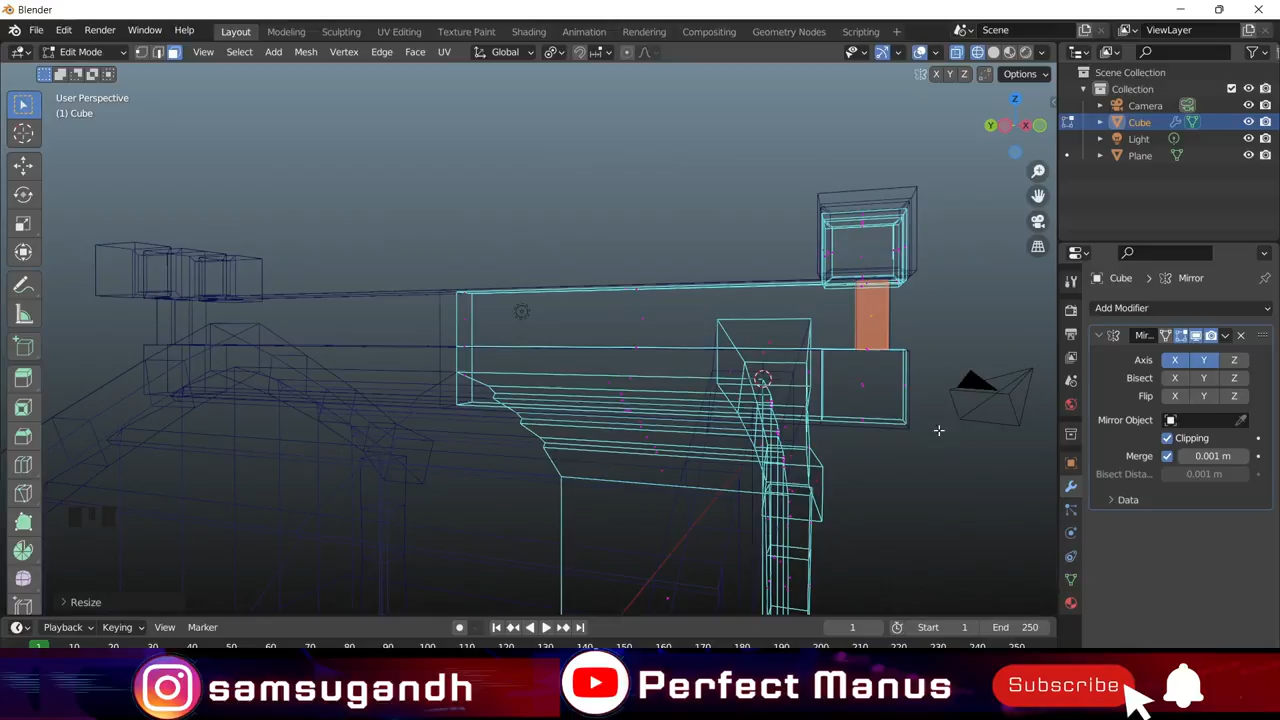 Blender
File Edit Render Window Help Layout Modeling Sculpting UV Editing Texture Paint Shading Animation Rendering Compositing Geometry Nodes Scripting + Scene ViewLayer
Edit Mode View Select Add Mesh Vertex Edge Face UV Global
X Y Z Options
User Perspective
(1) Cube
Z
Y X
Resize
Scene Collection
Collection
Camera
Cube
Light
Plane
Cube > Mirror
Add Modifier
Mir...
Axis X Y Z
Bisect X Y Z
Flip X Y Z
Mirror Object
Clipping
Merge 0.001 m
Bisect Dista... 0.001 m
Data
Playback Keying View Marker 1 Start 1 End 250
samsugandh
Perfect Manus
Subscribe